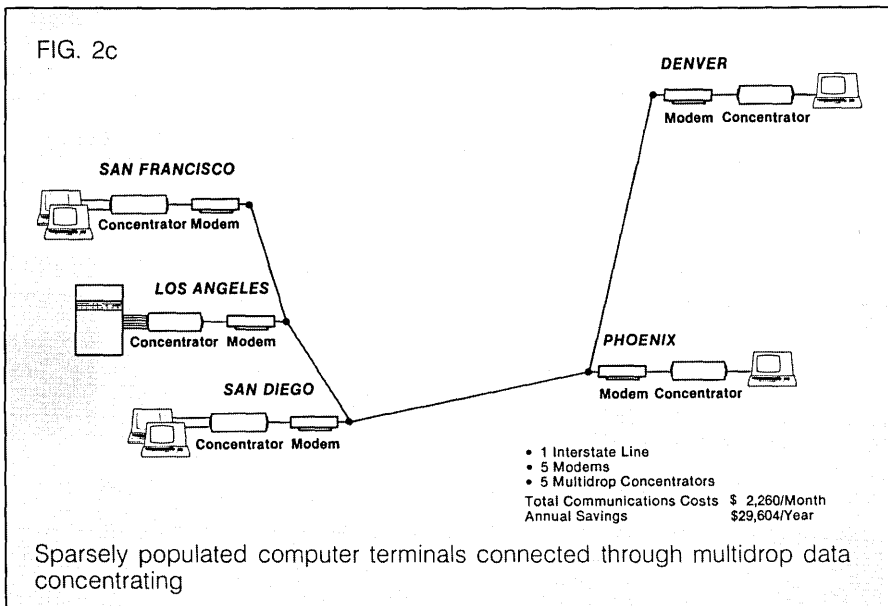 FIG. 2c
DENVER
Modem Concentrator
SAN FRANCISCO
Concentrator Modem
LOS ANGELES
Concentrator Modem
PHOENIX
Modem Concentrator
SAN DIEGO
Concentrator Modem
• 1 Interstate Line
• 5 Modems
• 5 Multidrop Concentrators
Total Communications Costs $ 2,260/Month
Annual Savings $29,604/Year
Sparsely populated computer terminals connected through multidrop data
concentrating